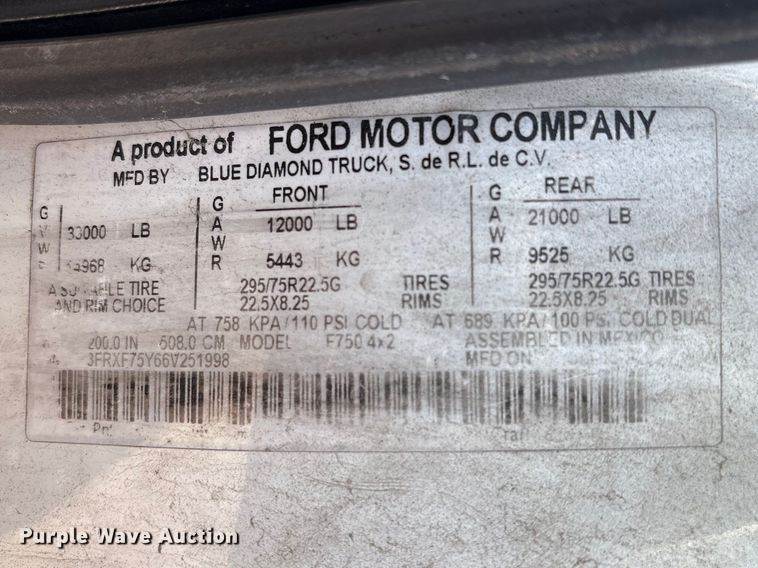 A product of FORD MOTOR COMPANY
MFD BY BLUE DIAMOND TRUCK, S. de R.L. de C.V.
G FRONT G REAR
G A A
33000 LB 12000 LB 21000 LB
W W W
R 5443 KG R 9525 KG
KG
TIRE 295/75R22.5G TIRES 295/75R22.5G TIRES
AND RIM CHOICE 22.5X8.25 RIMS 22.5X8.25 RIMS
AT 758 KPA/110 PSI COLD AT 689 KPA/100 PSI COLD DUAL
200.0 IN 508.0 CM MODEL F750 4x2 ASSEMBLED IN MEXICO
3FRXF75Y66V251998 MFD ON
Purple Wave Auction